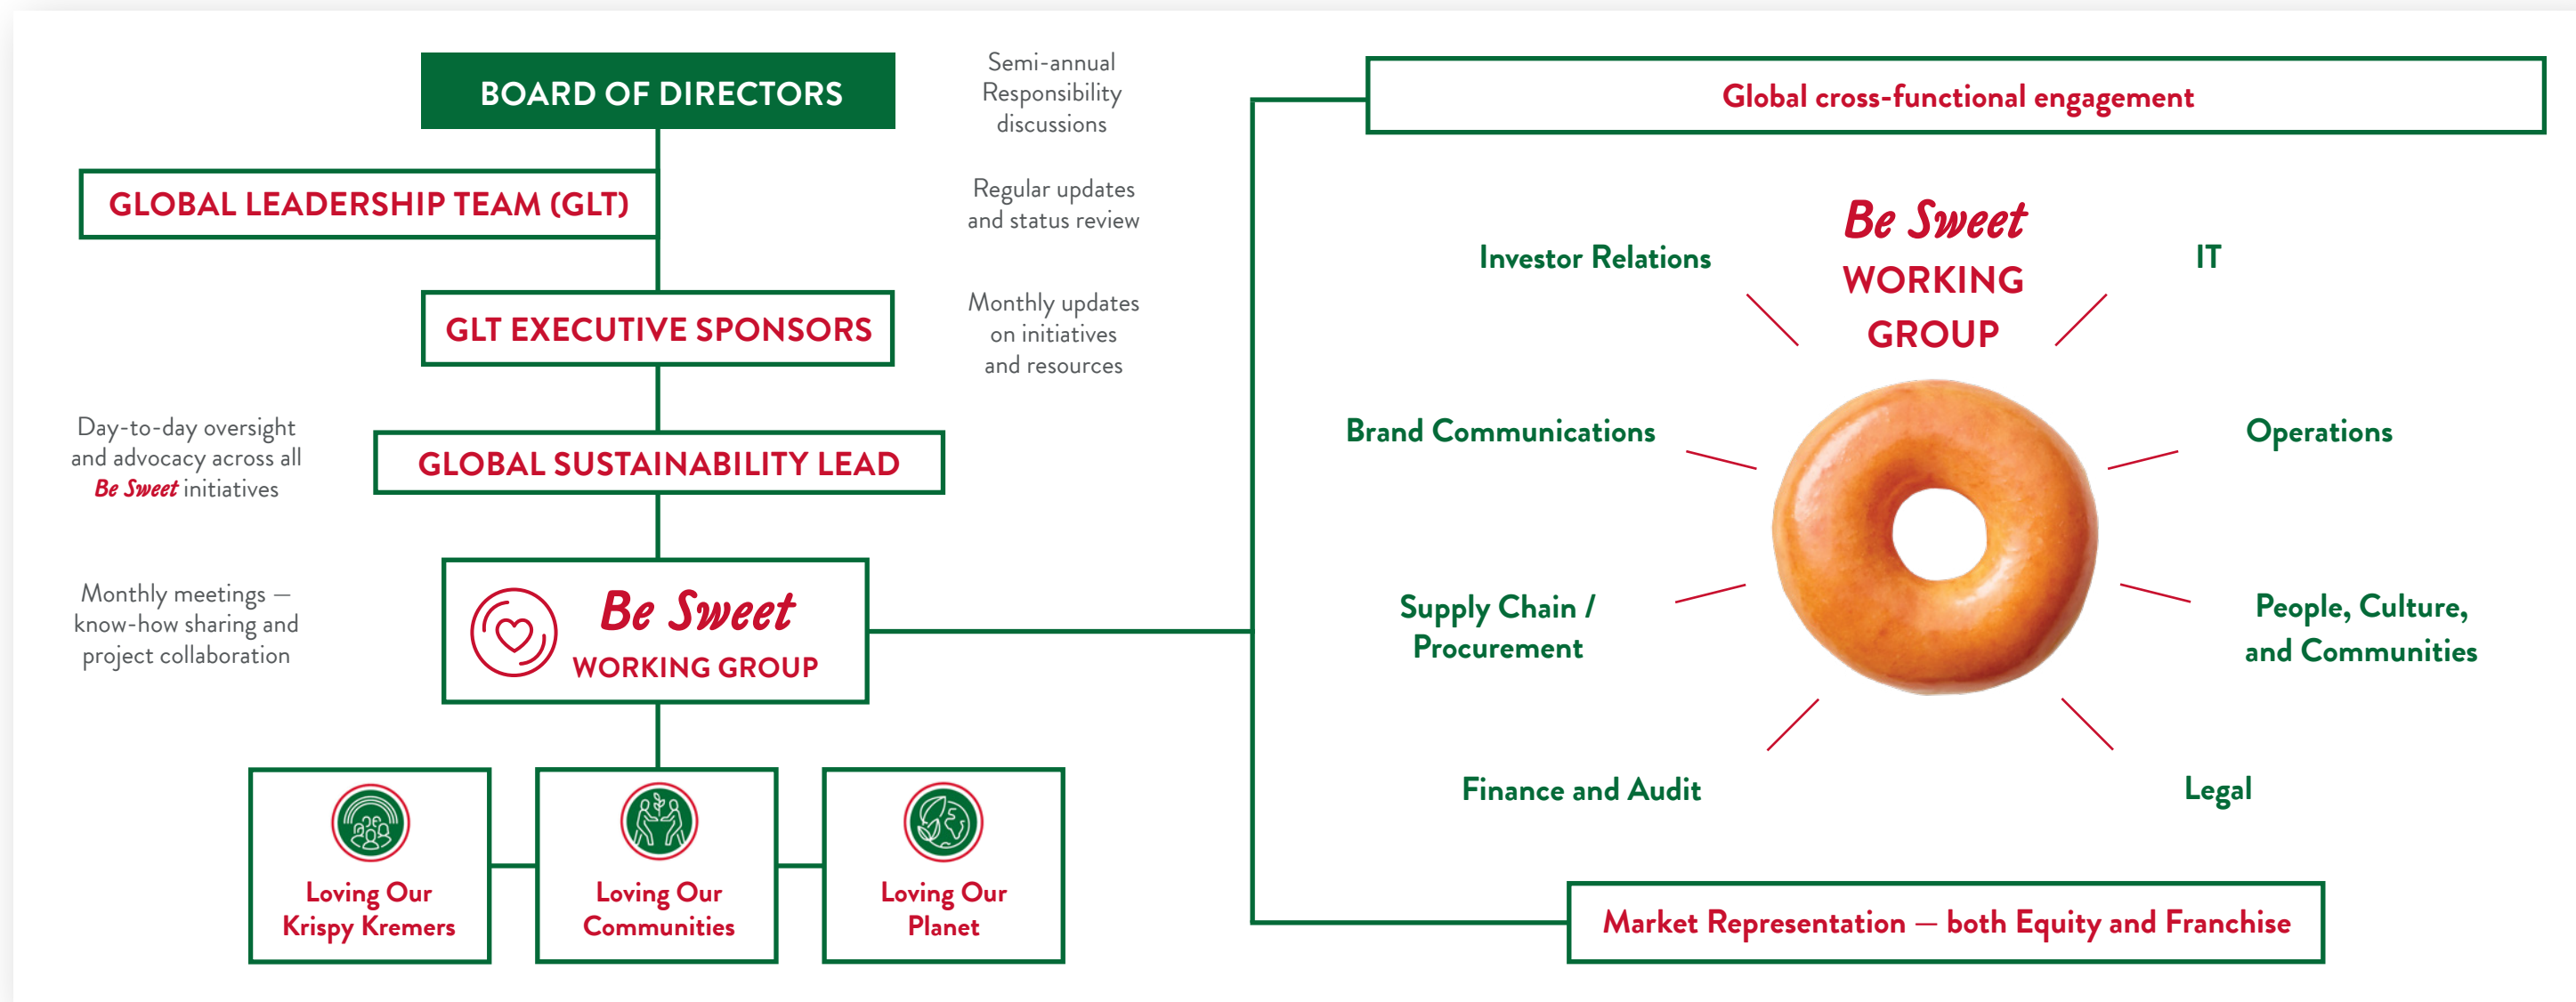 BOARD OF DIRECTORS
Semi-annual
Responsibility
discussions
GLOBAL LEADERSHIP TEAM (GLT)
Regular updates
and status review
GLT EXECUTIVE SPONSORS
Monthly updates
on initiatives
and resources
Day-to-day oversight
and advocacy across all
Be Sweet initiatives
GLOBAL SUSTAINABILITY LEAD
Monthly meetings —
know-how sharing and
project collaboration
Be Sweet
WORKING GROUP
Loving Our
Krispy Kremers
Loving Our
Communities
Loving Our
Planet
Global cross-functional engagement
Be Sweet
WORKING
GROUP
Investor Relations
IT
Brand Communications
Operations
Supply Chain /
Procurement
People, Culture,
and Communities
Finance and Audit
Legal
Market Representation — both Equity and Franchise